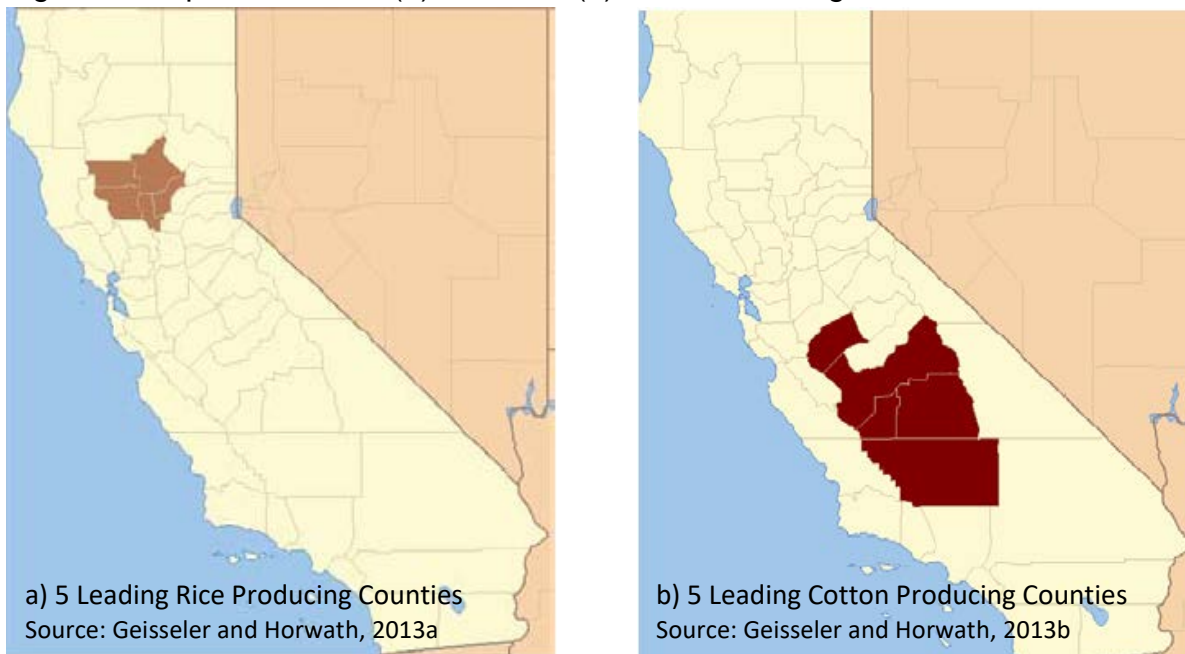 a) 5 Leading Rice Producing Counties
Source: Geisseler and Horwath, 2013a
b) 5 Leading Cotton Producing Counties
Source: Geisseler and Horwath, 2013b